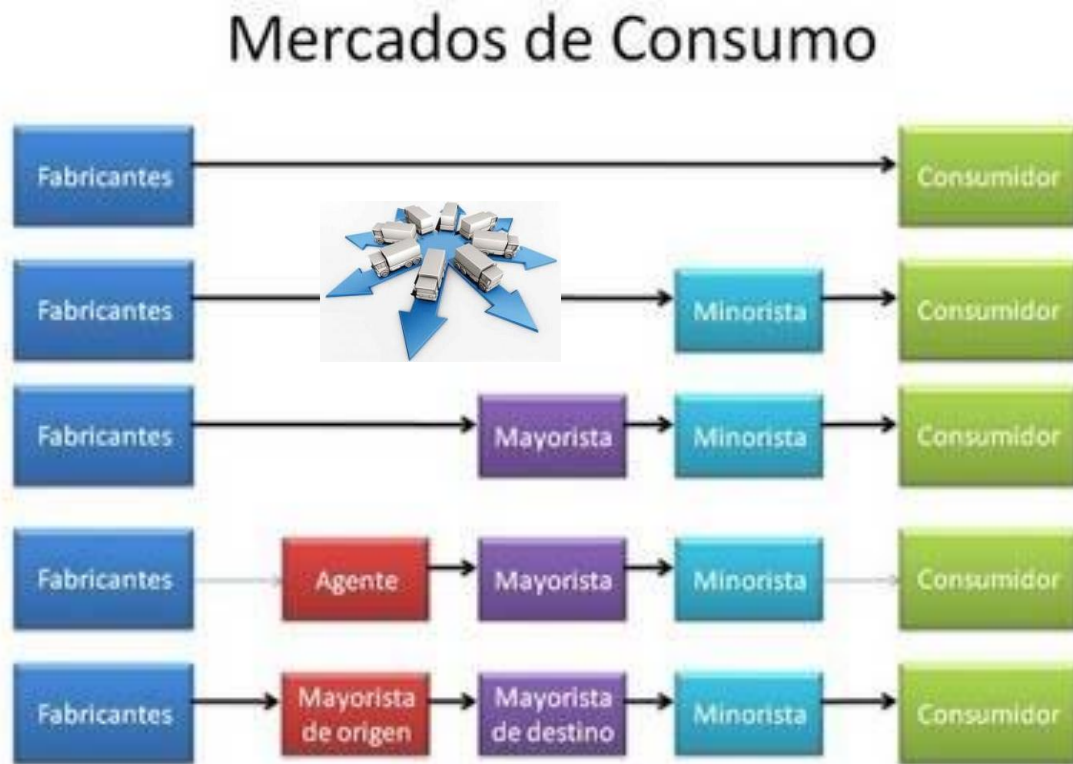 Mercados de Consumo
Fabricantes
Consumidor
Fabricantes
Minorista
Consumidor
Fabricantes
Mayorista
Minorista
Consumidor
Fabricantes
Agente
Mayorista
Minorista
Consumidor
Fabricantes
Mayorista
de origen
Mayorista
de destino
Minorista
Consumidor